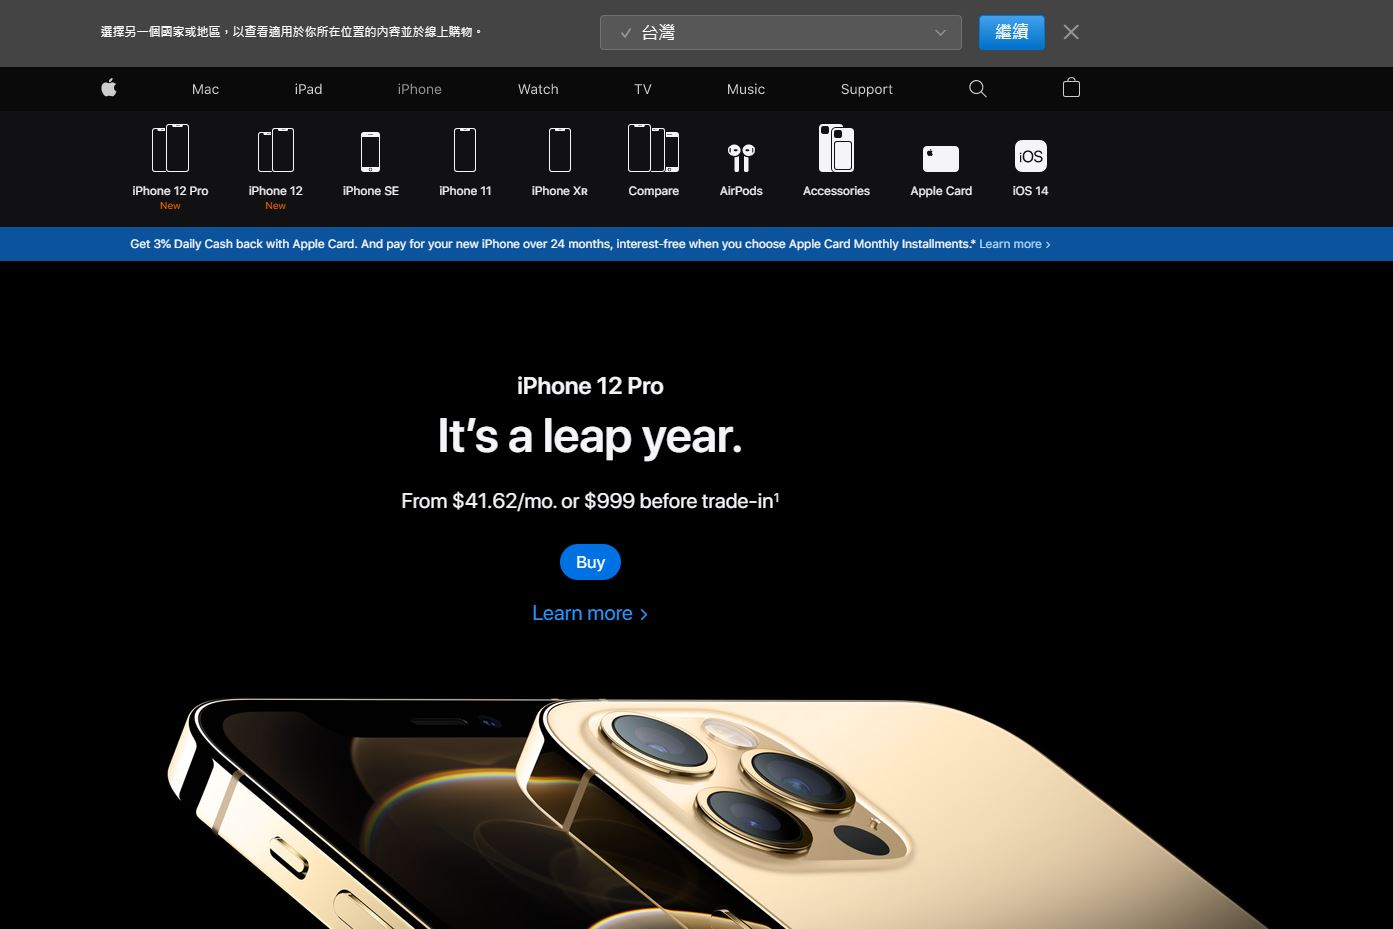 選擇另一個國家或地區，以查看適用於你所在位置的內容並於線上購物。
台灣
繼續
Mac
iPad
iPhone
Watch
TV
Music
Support
iPhone 12 Pro
New
iPhone 12
New
iPhone SE
iPhone 11
iPhone XR
Compare
AirPods
Accessories
Apple Card
iOS
iOS 14
Get 3% Daily Cash back with Apple Card. And pay for your new iPhone over 24 months, interest-free when you choose Apple Card Monthly Installments.* Learn more >
iPhone 12 Pro
It’s a leap year.
From $41.62/mo. or $999 before trade-in¹
Buy
Learn more >